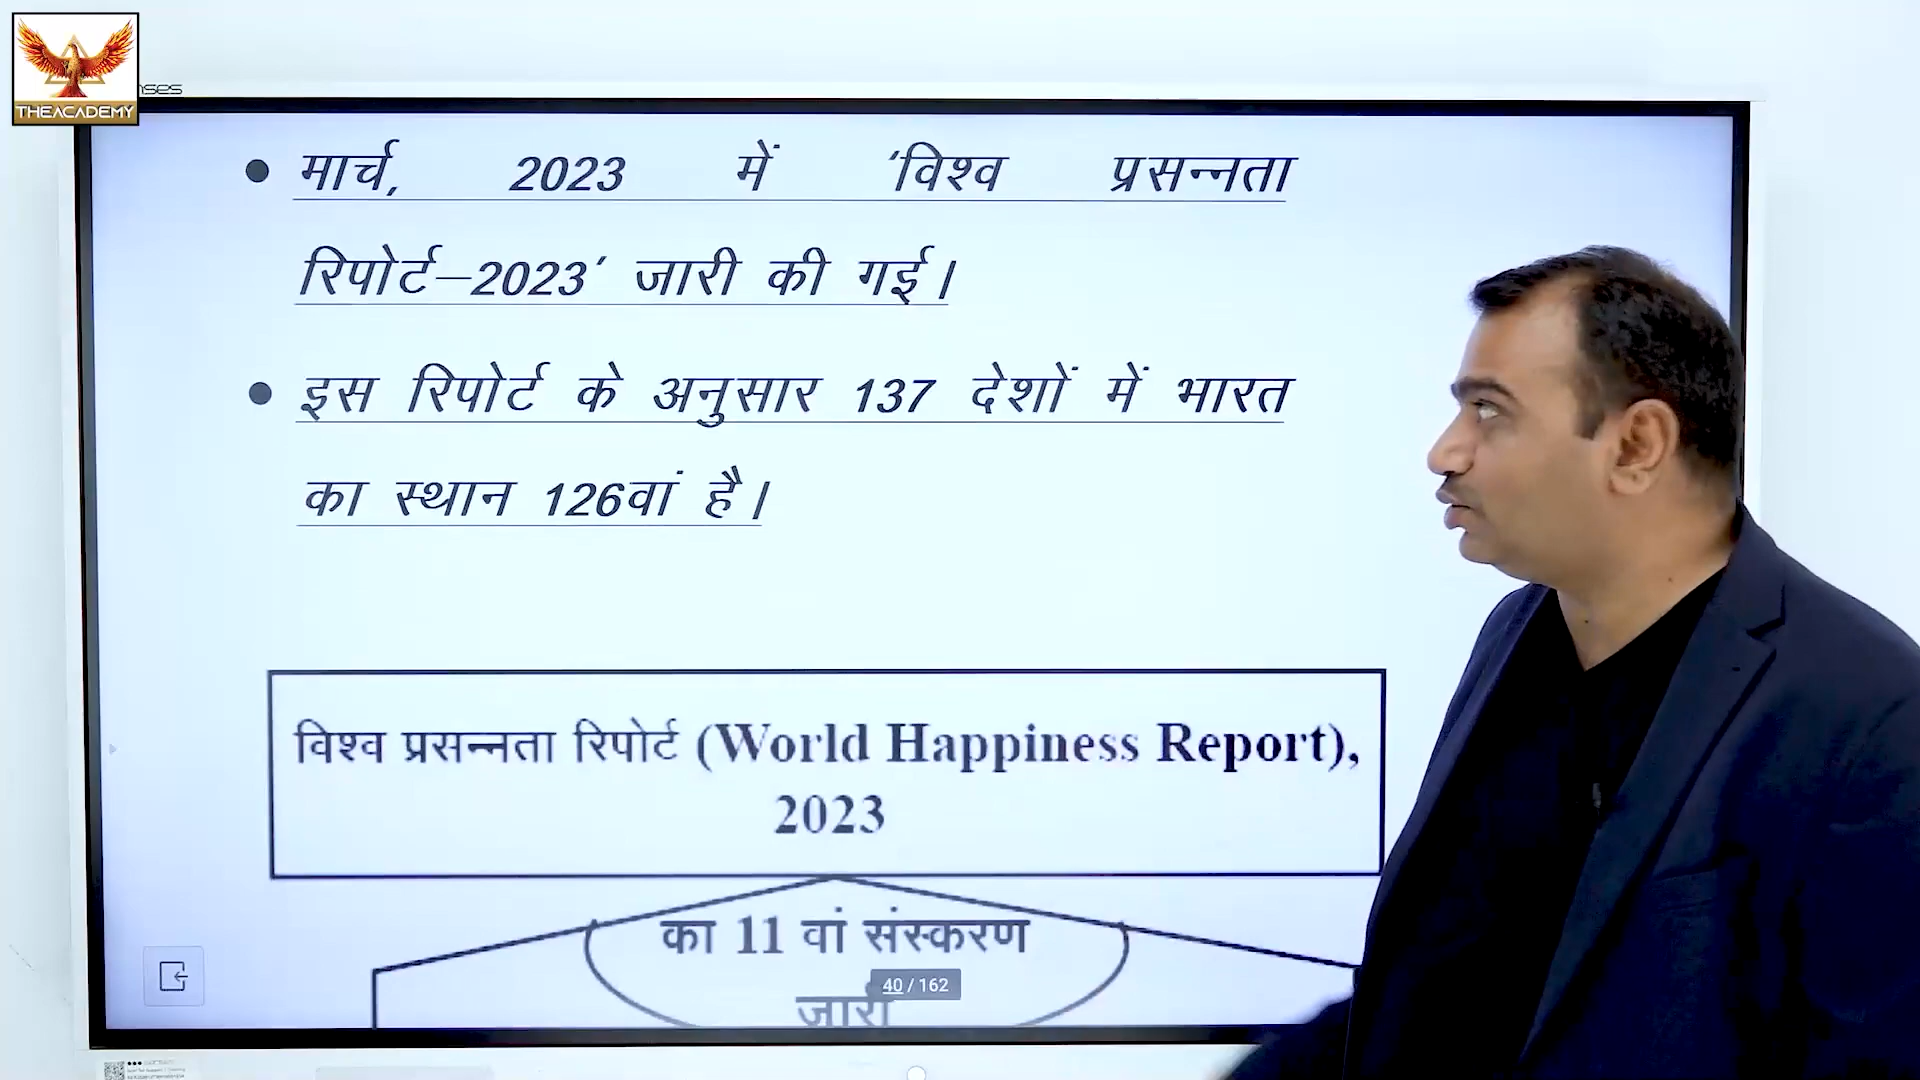 THEACADEMY
मार्च, 2023 में 'विश्व प्रसन्नता
रिपोर्ट–2023' जारी की गई।
इस रिपोर्ट के अनुसार 137 देशों में भारत
का स्थान 126वां है।
विश्व प्रसन्नता रिपोर्ट (World Happiness Report),
2023
का 11 वां संस्करण
जारी
40 / 162